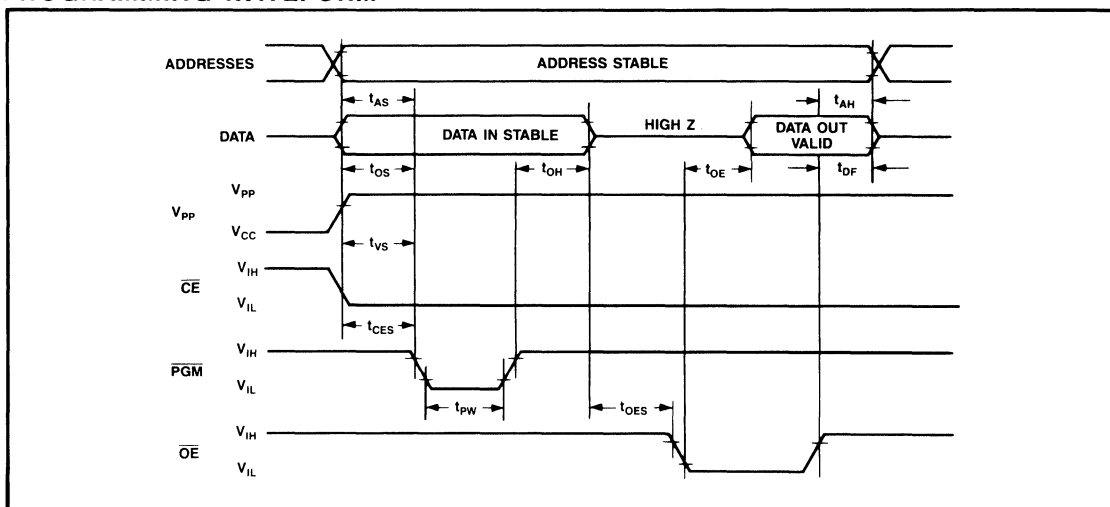 ADDRESSES
ADDRESS STABLE
tAS
tAH
DATA
DATA IN STABLE
HIGH Z
DATA OUT
VALID
tOS
tOH
tOE
tDF
VPP
VPP
VCC
tVS
CE
VIH
VIL
tCES
PGM
VIH
VIL
tPW
tOES
OE
VIH
VIL